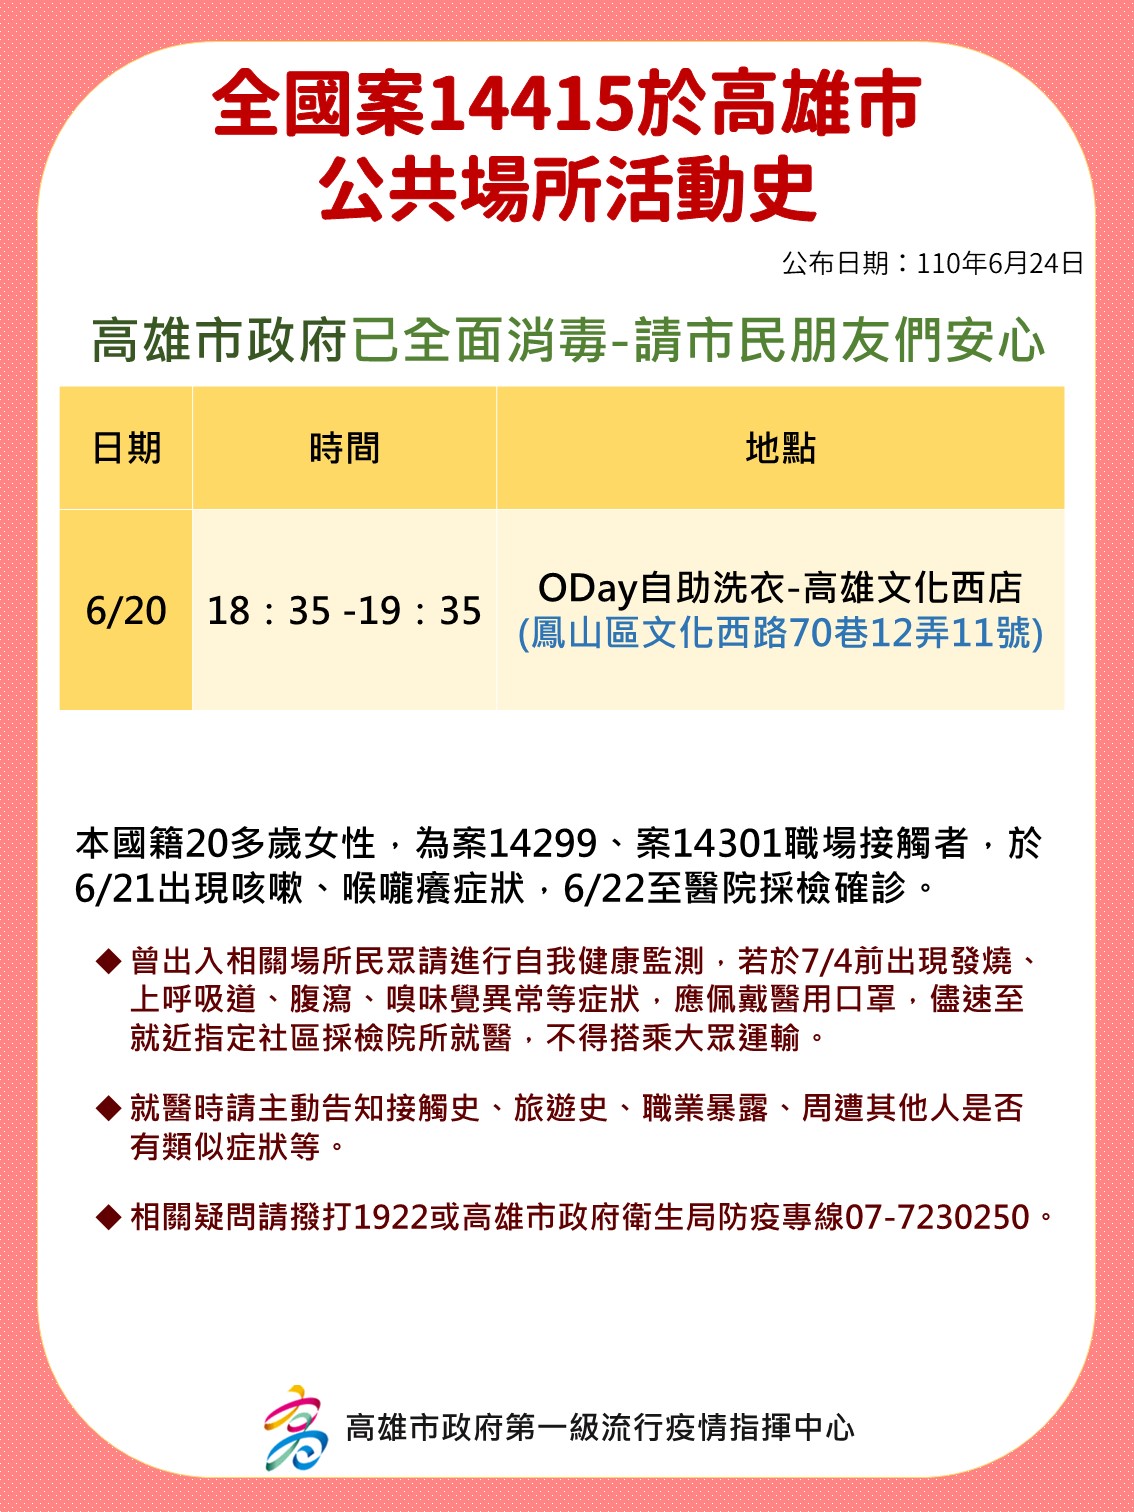 全國案14415於高雄市
公共場所活動史
公布日期：110年6月24日
高雄市政府已全面消毒-請市民朋友們安心
日期 時間 地點
6/20 18：35 -19：35 ODay自助洗衣-高雄文化西店
(鳳山區文化西路70巷12弄11號)
本國籍20多歲女性，為案14299、案14301職場接觸者，於
6/21出現咳嗽、喉嚨癢症狀，6/22至醫院採檢確診。
◆曾出入相關場所民眾請進行自我健康監測，若於7/4前出現發燒、
上呼吸道、腹瀉、嗅味覺異常等症狀，應佩戴醫用口罩，儘速至
就近指定社區採檢院所就醫，不得搭乘大眾運輸。
◆就醫時請主動告知接觸史、旅遊史、職業暴露、周遭其他人是否
有類似症狀等。
◆相關疑問請撥打1922或高雄市政府衛生局防疫專線07-7230250。
高雄市政府第一級流行疫情指揮中心